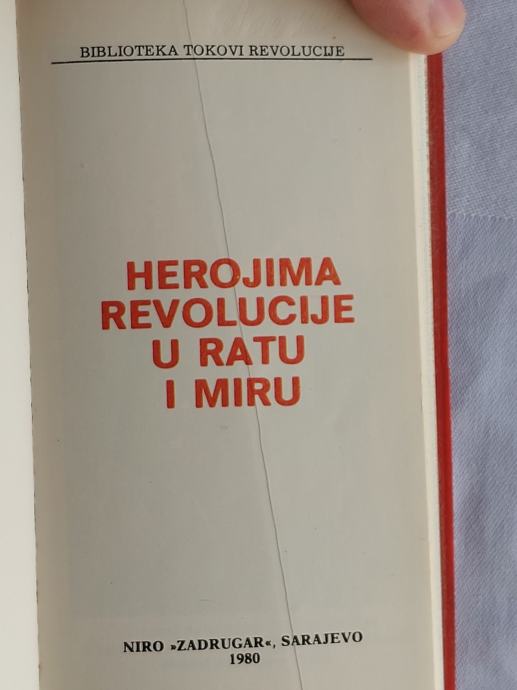 BIBLIOTEKA TOKOVI REVOLUCIJE
HEROJIMA
REVOLUCIJE
U RATU
I MIRU
NIRO »ZADRUGAR«, SARAJEVO
1980